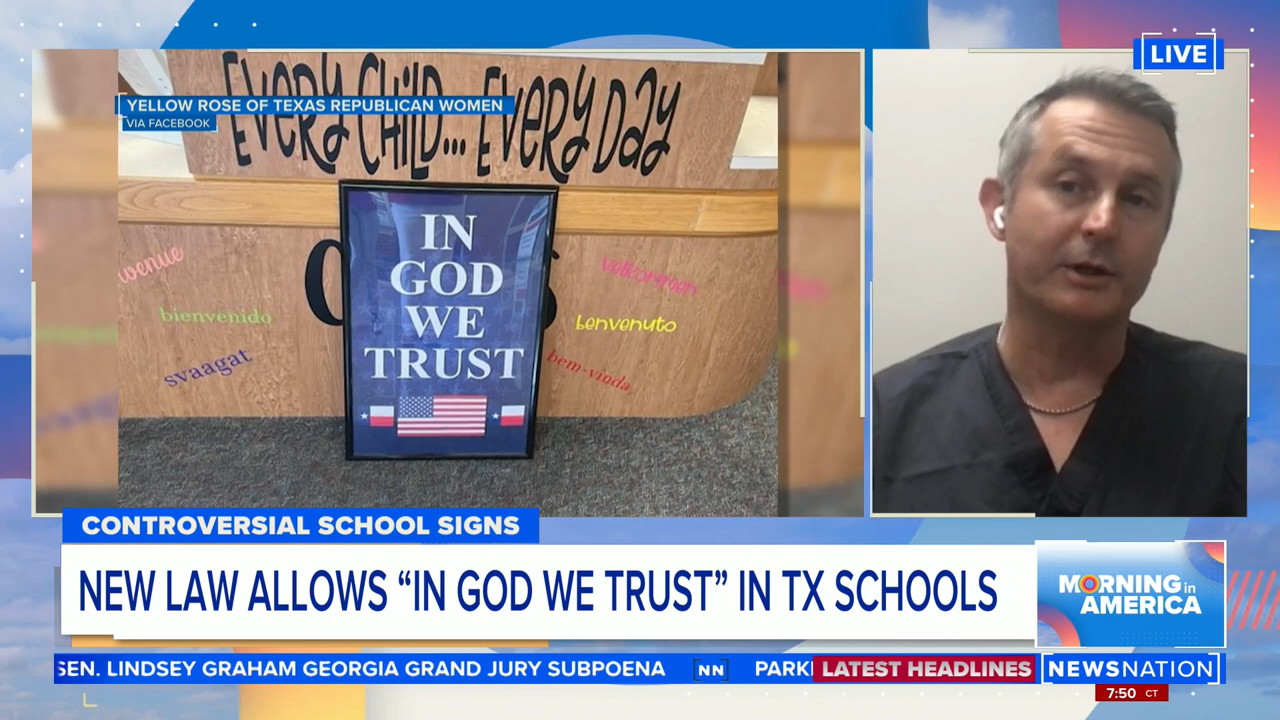 LIVE
YELLOW ROSE OF TEXAS REPUBLICAN WOMEN
VIA FACEBOOK
EVERY CHILD... EVERY DAY
IN
GOD
WE
TRUST
bienvenido
svaagat
velkommen
benvenuto
bem-vinda
CONTROVERSIAL SCHOOL SIGNS
NEW LAW ALLOWS “IN GOD WE TRUST” IN TX SCHOOLS
MORNING in
AMERICA
SEN. LINDSEY GRAHAM GEORGIA GRAND JURY SUBPOENA NN
LATEST HEADLINES
NEWSNATION
7:50 CT